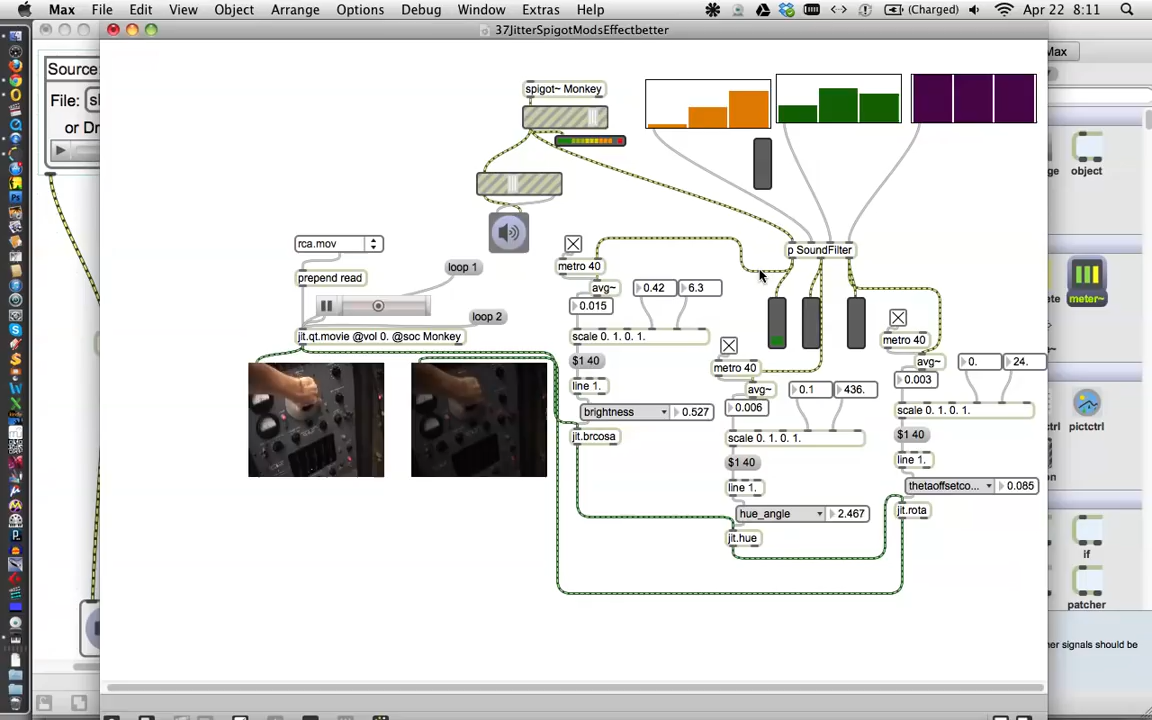 Max File Edit View Object Arrange Options Debug Window Extras Help
(Charged) Apr 22 8:11
37JitterSpigotModsEffectbetter
Source
File:
or Dr
Max
spigot~ Monkey
p SoundFilter
rca.mov
prepend read
loop 1
loop 2
jit.qt.movie @vol 0. @soc Monkey
metro 40
avg~
0.015
0.42
6.3
scale 0. 1. 0. 1.
$1 40
line 1.
brightness
0.527
jit.brcosa
metro 40
avg~
0.006
0.1
436.
scale 0. 1. 0. 1.
$1 40
line 1.
hue_angle
2.467
jit.hue
metro 40
avg~
0.003
0.
24.
scale 0. 1. 0. 1.
$1 40
line 1.
thetaoffsetco...
0.085
jit.rota
object
meter~
pictctrl
if
patcher
er signals should be